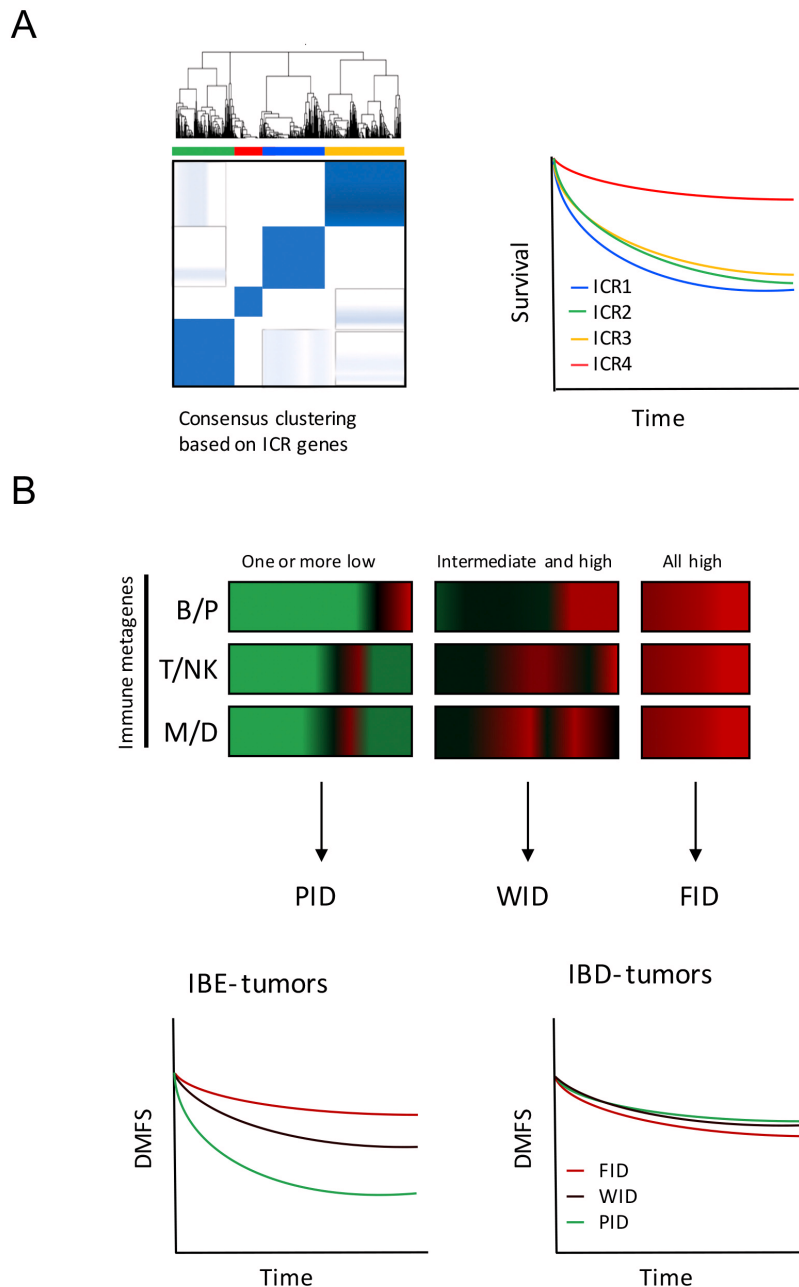 A
Survival
ICR1
ICR2
ICR3
ICR4
Time
Consensus clustering
based on ICR genes
B
One or more low
Intermediate and high
All high
Immune metagenes
B/P
T/NK
M/D
PID
WID
FID
IBE-tumors
IBD-tumors
DMFS
Time
DMFS
FID
WID
PID
Time